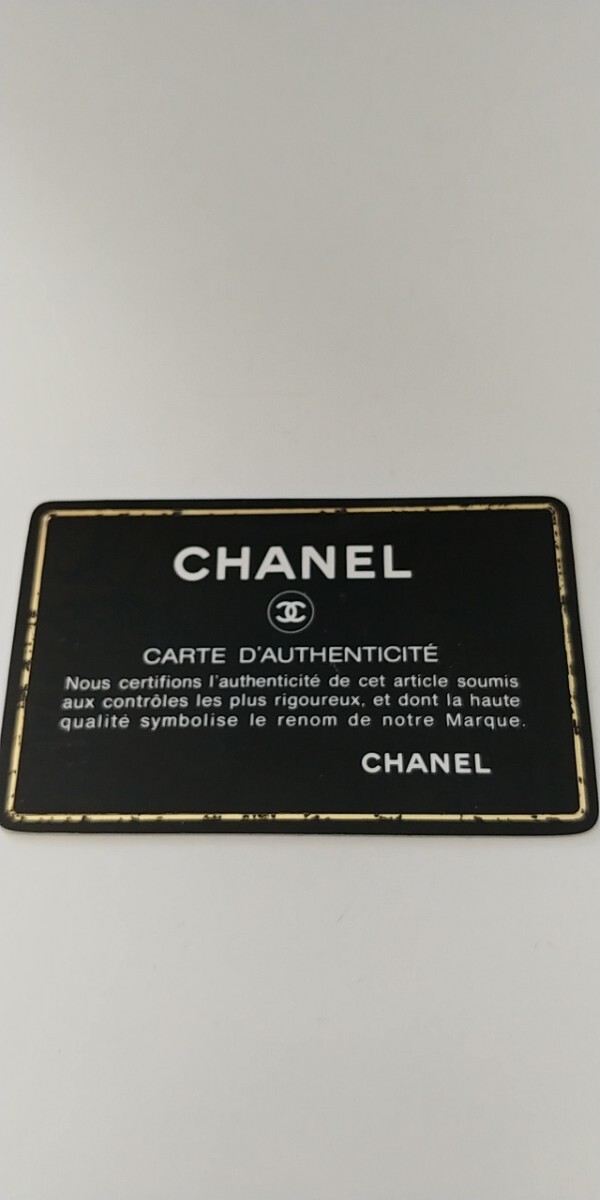 CHANEL
CARTE D'AUTHENTICITÉ
Nous certifions l'authenticité de cet article soumis
aux contrôles les plus rigoureux, et dont la haute
qualité symbolise le renom de notre Marque.
CHANEL